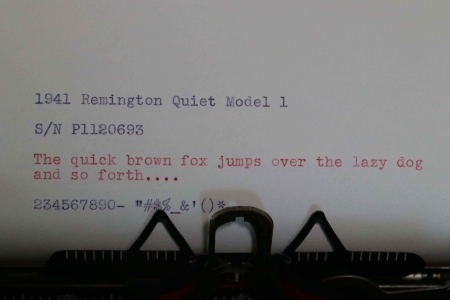 1941 Remington Quiet Model 1
S/N P1120693
The quick brown fox jumps over the lazy dog
and so forth....
234567890- "#$%_&'()*